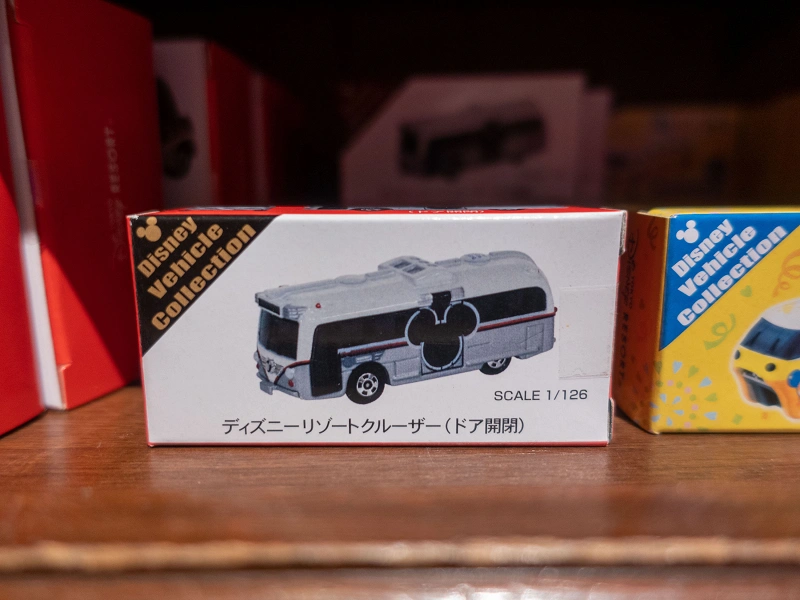 Disney
Vehicle
Collection
SCALE 1/126
ディズニーリゾートクルーザー(ドア開閉)
Disney
Vehicle
Collection
RESORT